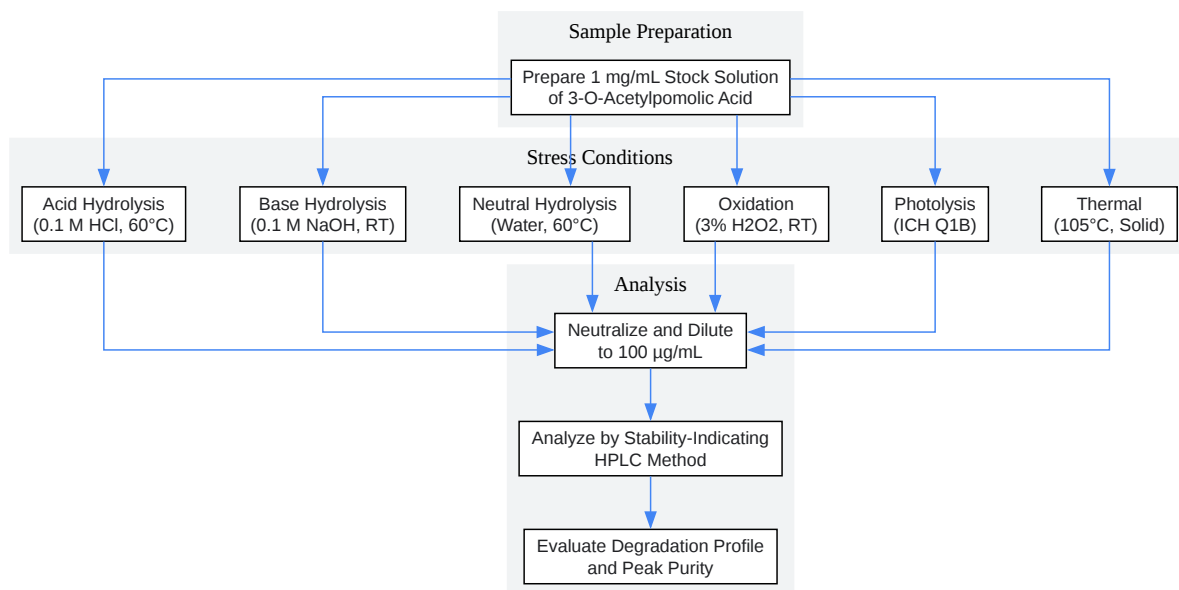 Sample Preparation
Prepare 1 mg/mL Stock Solution
of 3-O-Acetylpomolic Acid
Stress Conditions
Acid Hydrolysis
(0.1 M HCl, 60°C)
Base Hydrolysis
(0.1 M NaOH, RT)
Neutral Hydrolysis
(Water, 60°C)
Oxidation
(3% H2O2, RT)
Photolysis
(ICH Q1B)
Thermal
(105°C, Solid)
Analysis
Neutralize and Dilute
to 100 µg/mL
Analyze by Stability-Indicating
HPLC Method
Evaluate Degradation Profile
and Peak Purity